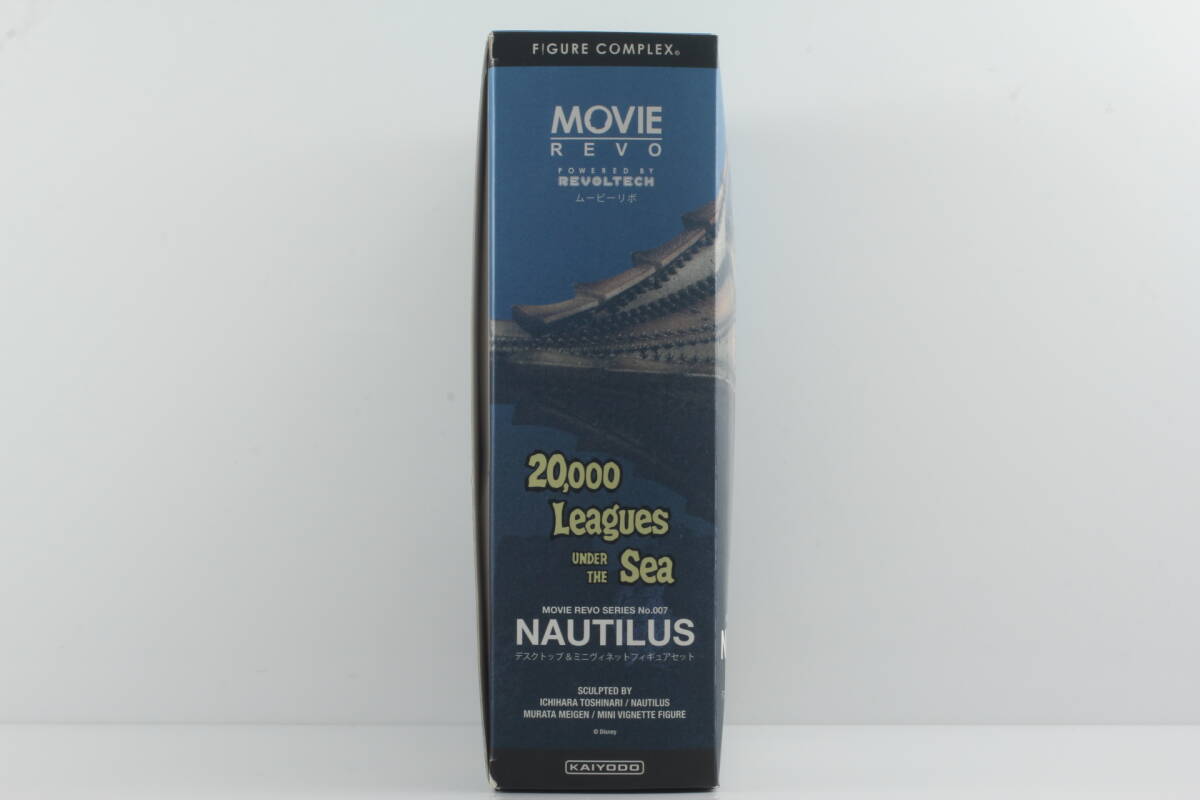 FIGURE COMPLEX®
MOVIE
REVO
POWERED BY
REVOLTECH
ムービーリボ
20,000
Leagues
UNDER
THE Sea
MOVIE REVO SERIES No.007
NAUTILUS
デスクトップ&ミニヴィネットフィギュアセット
SCULPTED BY
ICHIHARA TOSHINARI / NAUTILUS
MURATA MEIGEN / MINI VIGNETTE FIGURE
© Disney
KAIYODO